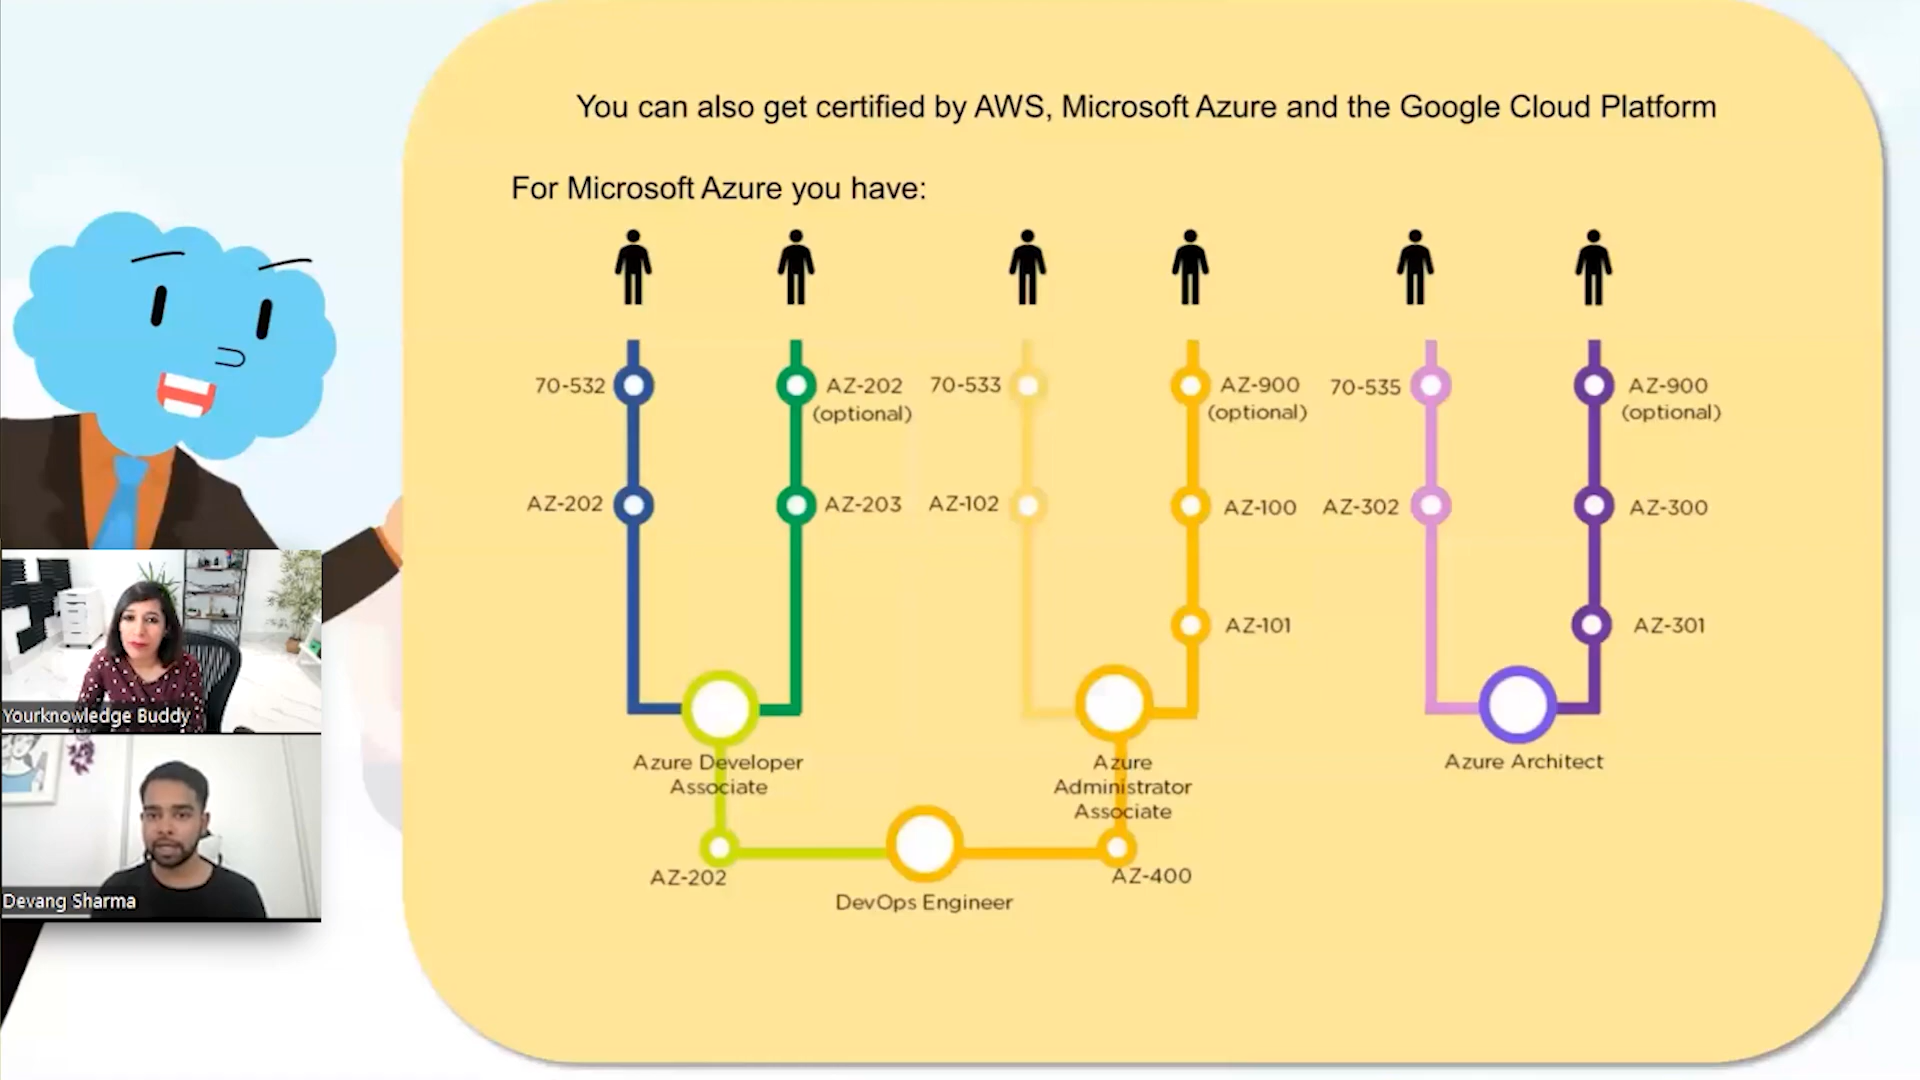 You can also get certified by AWS, Microsoft Azure and the Google Cloud Platform
For Microsoft Azure you have:
70-532
AZ-202
(optional)
70-533
AZ-900
(optional)
70-535
AZ-900
(optional)
AZ-202
AZ-203
AZ-102
AZ-100
AZ-302
AZ-300
AZ-101
AZ-301
Azure Developer
Associate
Azure
Administrator
Associate
Azure Architect
AZ-202
AZ-400
DevOps Engineer
Yourknowledge Buddy
Devang Sharma